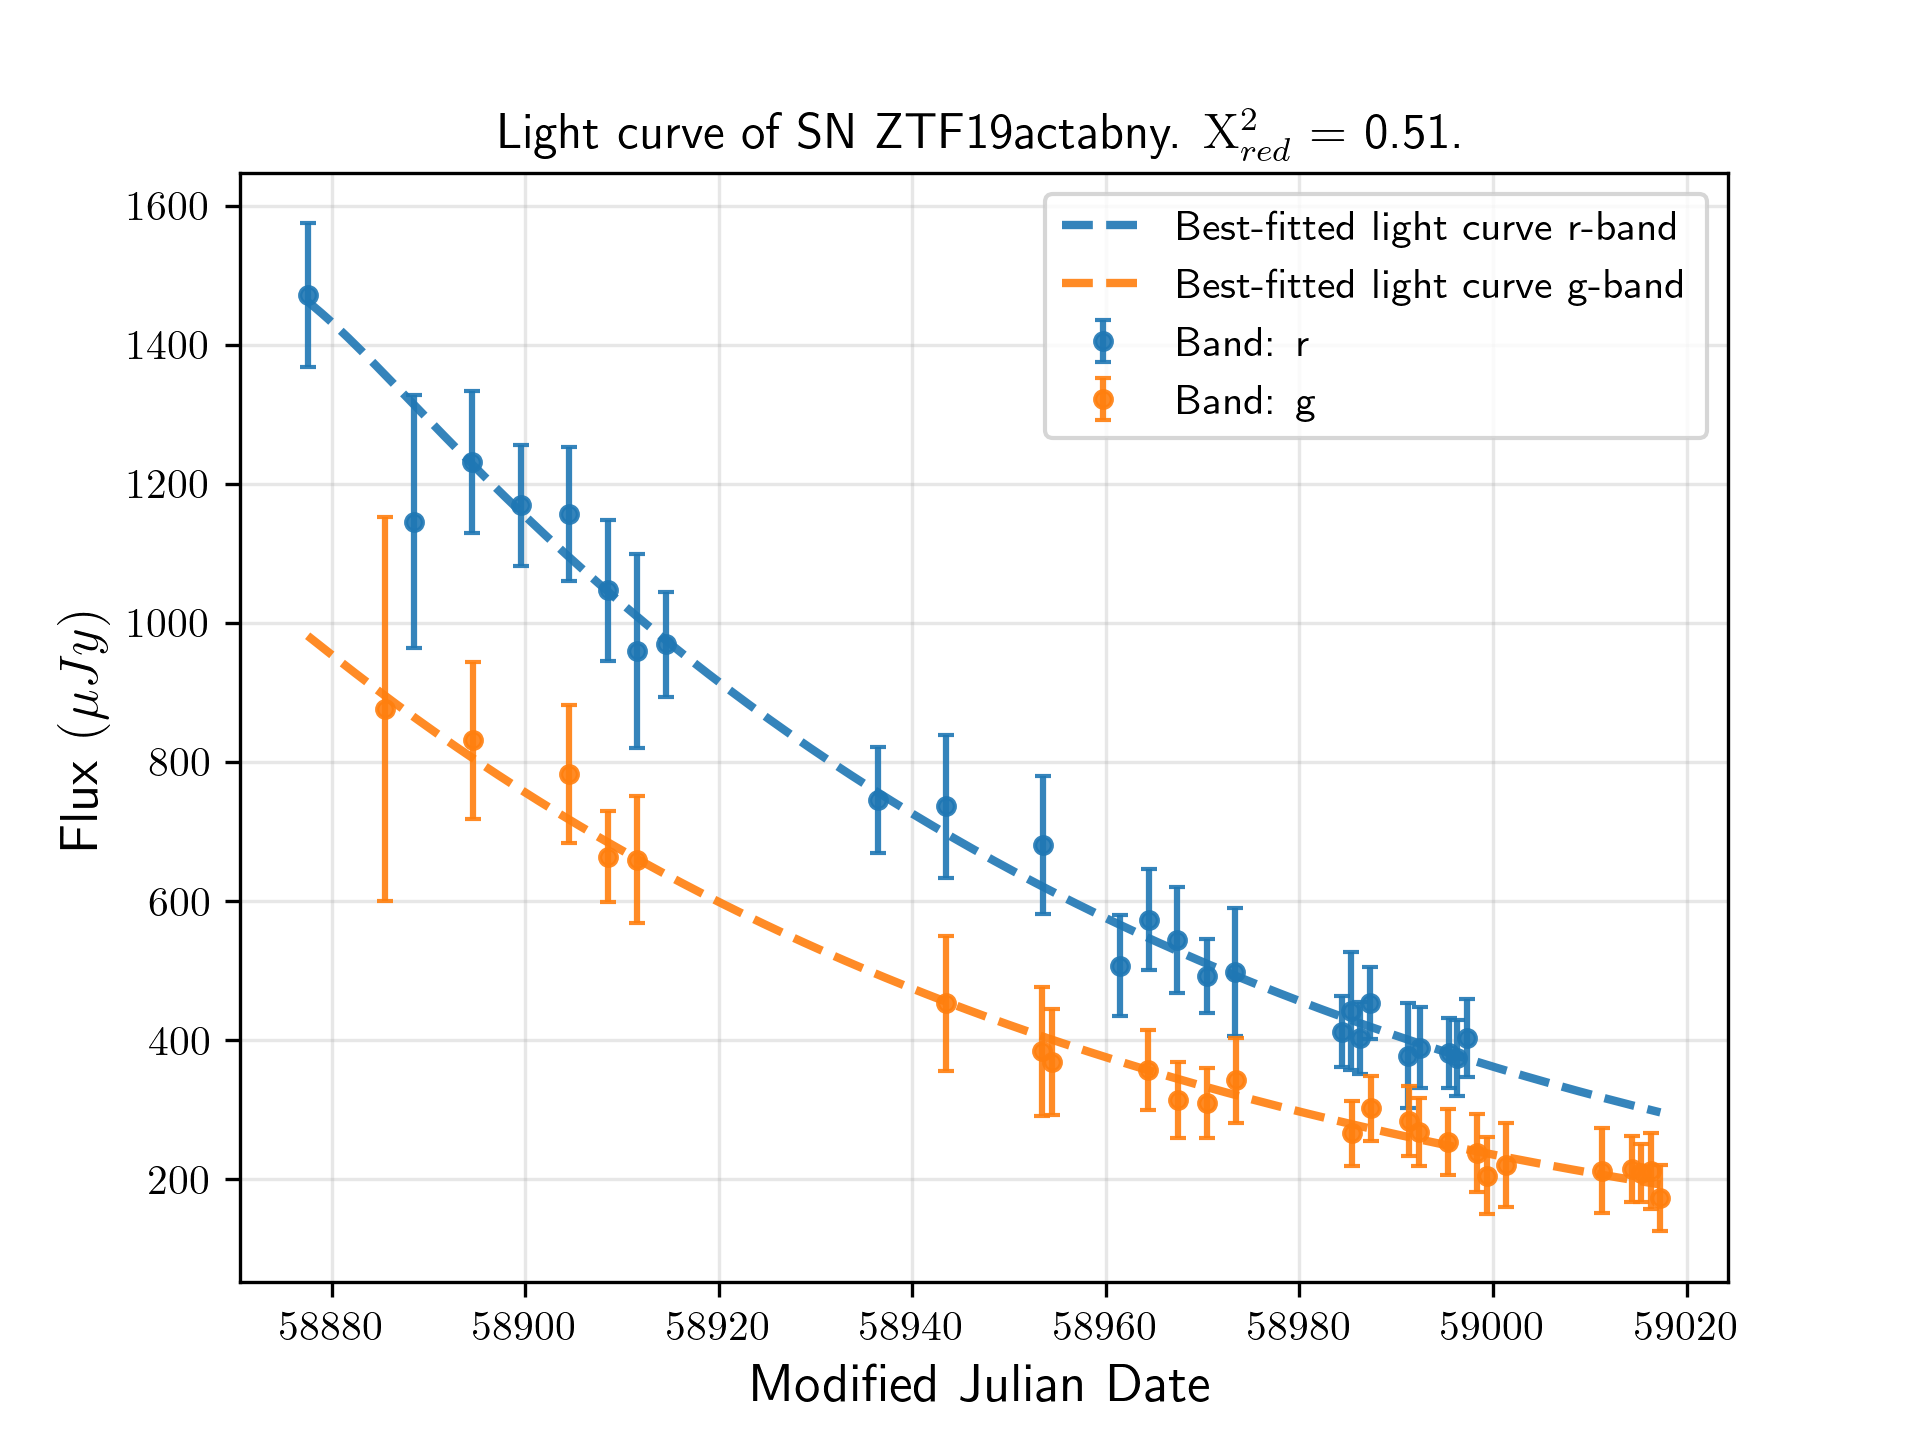 Light curve of SN ZTF19actabny. X²_red = 0.51.
Best-fitted light curve r-band
Best-fitted light curve g-band
Band: r
Band: g
1600
1400
1200
1000
800
600
400
200
Flux (μJy)
58880 58900 58920 58940 58960 58980 59000 59020
Modified Julian Date